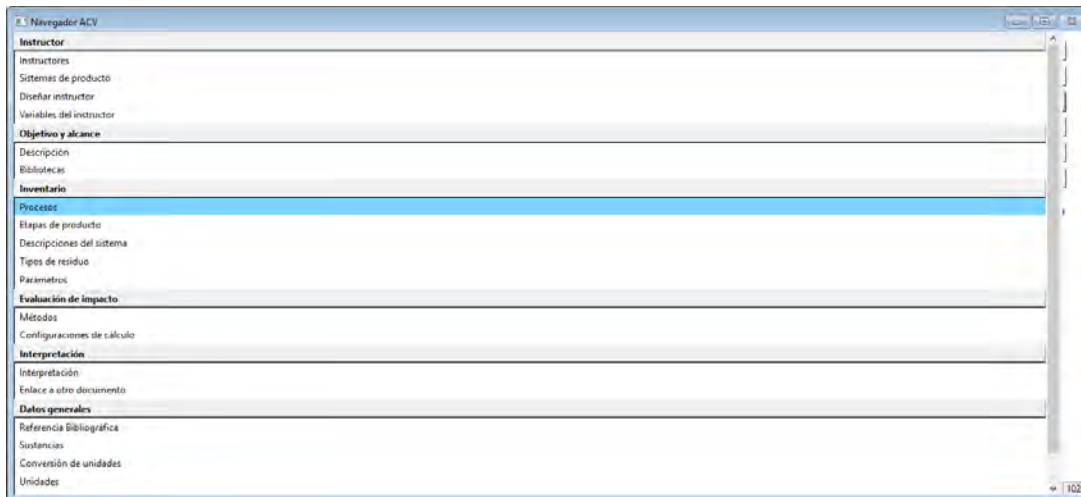 Navegador ACV
Instructor
Instructores
Sistemas de producto
Diseñar instructor
Variables del instructor
Objetivo y alcance
Descripción
Bibliotecas
Inventario
Procesos
Etapas de producto
Descripciones del sistema
Tipos de residuo
Parametros
Evaluación de impacto
Métodos
Configuraciones de cálculo
Interpretación
Interpretación
Enlace a otro documento
Datos generales
Referencia Bibliográfica
Sustancias
Conversión de unidades
Unidades
102